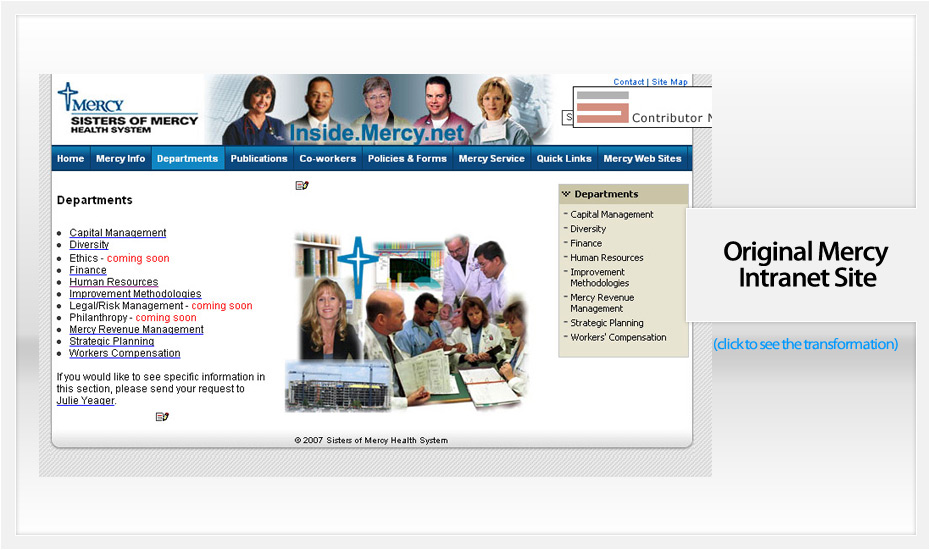 Contact | Site Map
MERCY
SISTERS OF MERCY
HEALTH SYSTEM
Inside.Mercy.net
S
Contributor
Home Mercy Info Departments Publications Co-workers Policies & Forms Mercy Service Quick Links Mercy Web Sites
Departments
Capital Management
Diversity
Ethics - coming soon
Finance
Human Resources
Improvement Methodologies
Legal/Risk Management - coming soon
Philanthropy - coming soon
Mercy Revenue Management
Strategic Planning
Workers Compensation
If you would like to see specific information in
this section, please send your request to
Julie Yeager.
Departments
Capital Management
Diversity
Finance
Human Resources
Improvement
Methodologies
Mercy Revenue
Management
Strategic Planning
Workers' Compensation
© 2007 Sisters of Mercy Health System
Original Mercy
Intranet Site
(click to see the transformation)